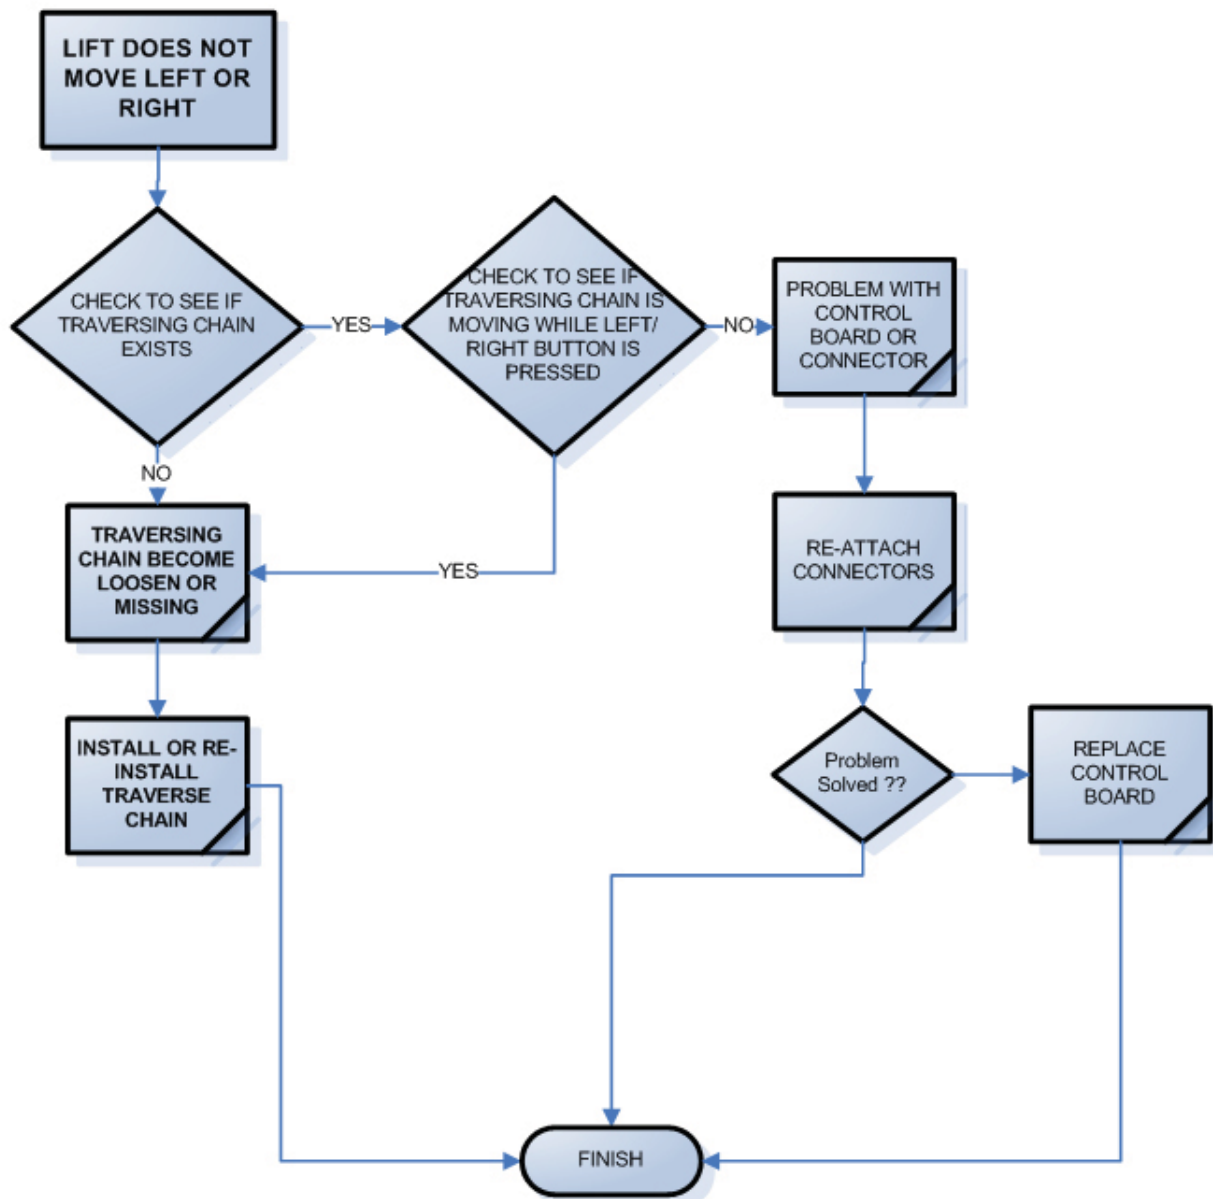 LIFT DOES NOT
MOVE LEFT OR
RIGHT
CHECK TO SEE IF
TRAVERSING CHAIN
EXISTS
YES
CHECK TO SEE IF
TRAVERSING CHAIN IS
MOVING WHILE LEFT/
RIGHT BUTTON IS
PRESSED
NO
PROBLEM WITH
CONTROL
BOARD OR
CONNECTOR
NO
TRAVERSING
CHAIN BECOME
LOOSEN OR
MISSING
YES
RE-ATTACH
CONNECTORS
INSTALL OR RE-
INSTALL
TRAVERSE
CHAIN
Problem
Solved ??
REPLACE
CONTROL
BOARD
FINISH